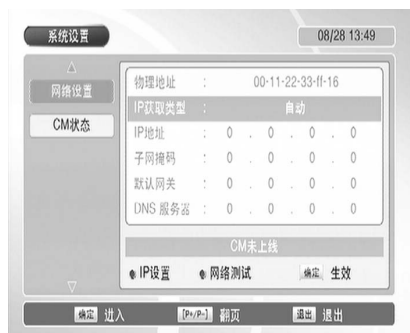 系统设置
08/28 13:49
网络设置
CM状态
物理地址 : 00-11-22-33-ff-16
IP获取类型 : 自动
IP地址 : 0 . 0 . 0 . 0
子网掩码 : 0 . 0 . 0 . 0
默认网关 : 0 . 0 . 0 . 0
DNS 服务器 : 0 . 0 . 0 . 0
CM未上线
IP设置 网络测试 确定 生效
确定 进入 [P+/P-] 翻页 退出 退出